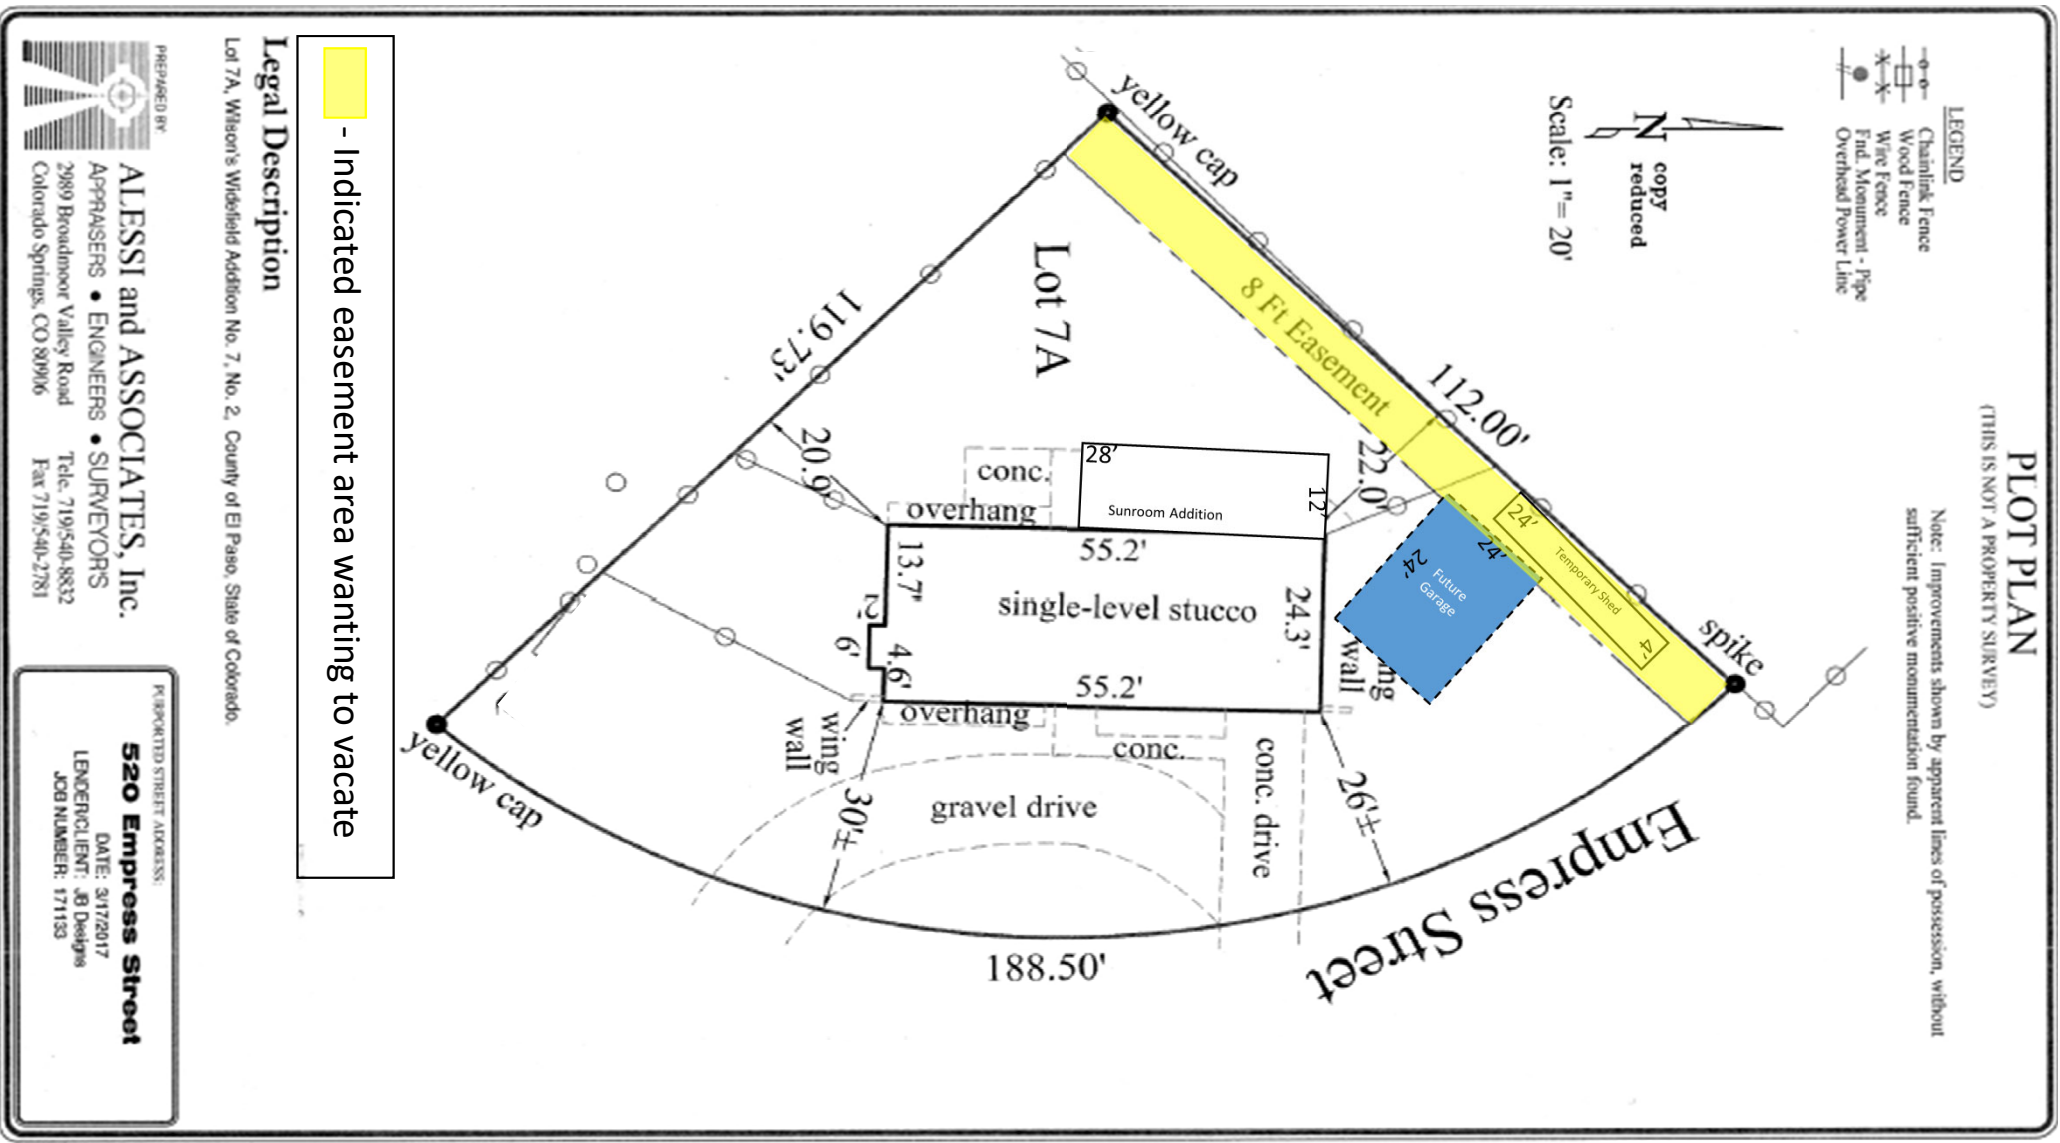 PLOT PLAN
(THIS IS NOT A PROPERTY SURVEY)
Note: Improvements shown by apparent lines of possession, without
sufficient positive monumentation found.
LEGEND
Chainlink Fence
Wood Fence
Wire Fence
Fnd. Monument - Pipe
Overhead Power Line
N
copy
reduced
Scale: 1"= 20'
yellow cap
8 Ft Easement
112.00'
spike
Lot 7A
119.73'
20.9'
22.0'
conc.
overhang
28'
12'
Sunroom Addition
24'
Temporary Shed
4'
24'
24'
Future
Garage
55.2'
13.7"
2'
6'
4.6'
single-level stucco
24.3'
55.2'
overhang
wing
wall
ng
wall
conc.
conc. drive
gravel drive
30'±
26'±
yellow cap
188.50'
Empress Street
- Indicated easement area wanting to vacate
Legal Description
Lot 7A, Wilson's Widefield Addition No. 7, No. 2, County of El Paso, State of Colorado.
PREPARED BY:
ALESSI and ASSOCIATES, Inc.
APPRAISERS ● ENGINEERS ● SURVEYORS
2989 Broadmoor Valley Road Tele. 719/540-8832
Colorado Springs, CO 80906 Fax 719/540-2781
PURPORTED STREET ADDRESS:
520 Empress Street
DATE: 3/17/2017
LENDER/CLIENT: JB Designs
JOB NUMBER: 171133